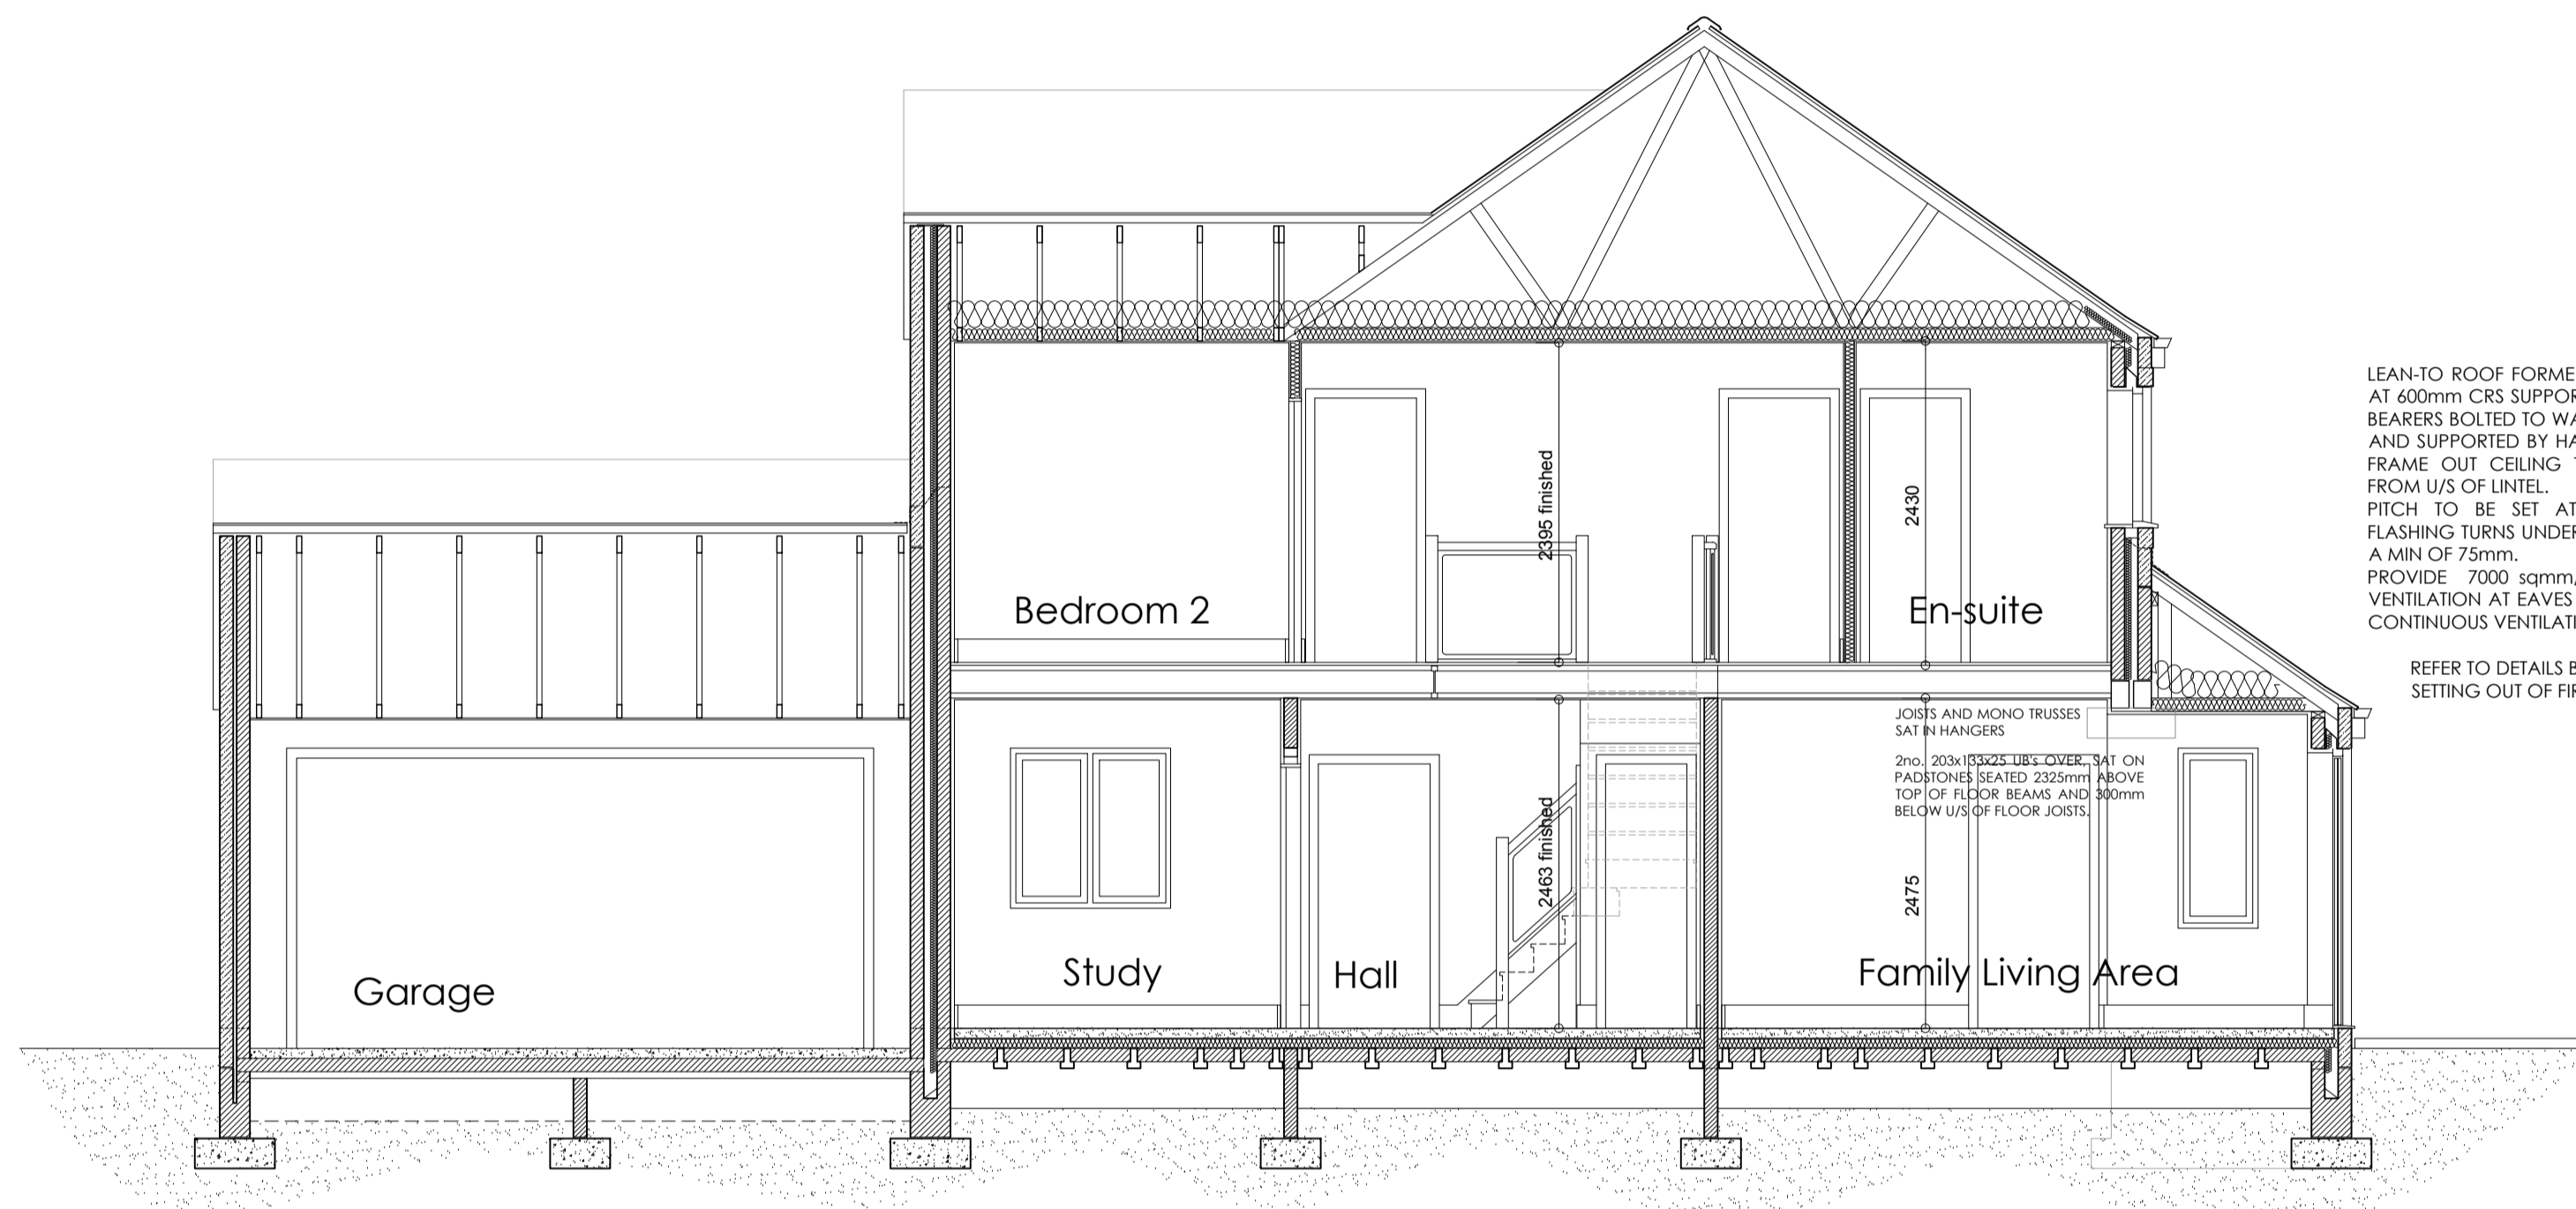 LEAN-TO ROOF FORME
AT 600mm CRS SUPPOR
BEARERS BOLTED TO WA
AND SUPPORTED BY HA
FRAME OUT CEILING T
FROM U/S OF LINTEL.
PITCH TO BE SET AT
FLASHING TURNS UNDER
A MIN OF 75mm.
PROVIDE 7000 sqmm/
VENTILATION AT EAVES
CONTINUOUS VENTILATI
REFER TO DETAILS B
SETTING OUT OF FIR
2395 finished
2430
Bedroom 2
En-suite
JOISTS AND MONO TRUSSES
SAT IN HANGERS
2no. 203x133x25 UB's OVER, SAT ON
PADSTONES SEATED 2325mm ABOVE
TOP OF FLOOR BEAMS AND 300mm
BELOW U/S OF FLOOR JOISTS.
2463 finished
2475
Garage
Study
Hall
Family Living Area